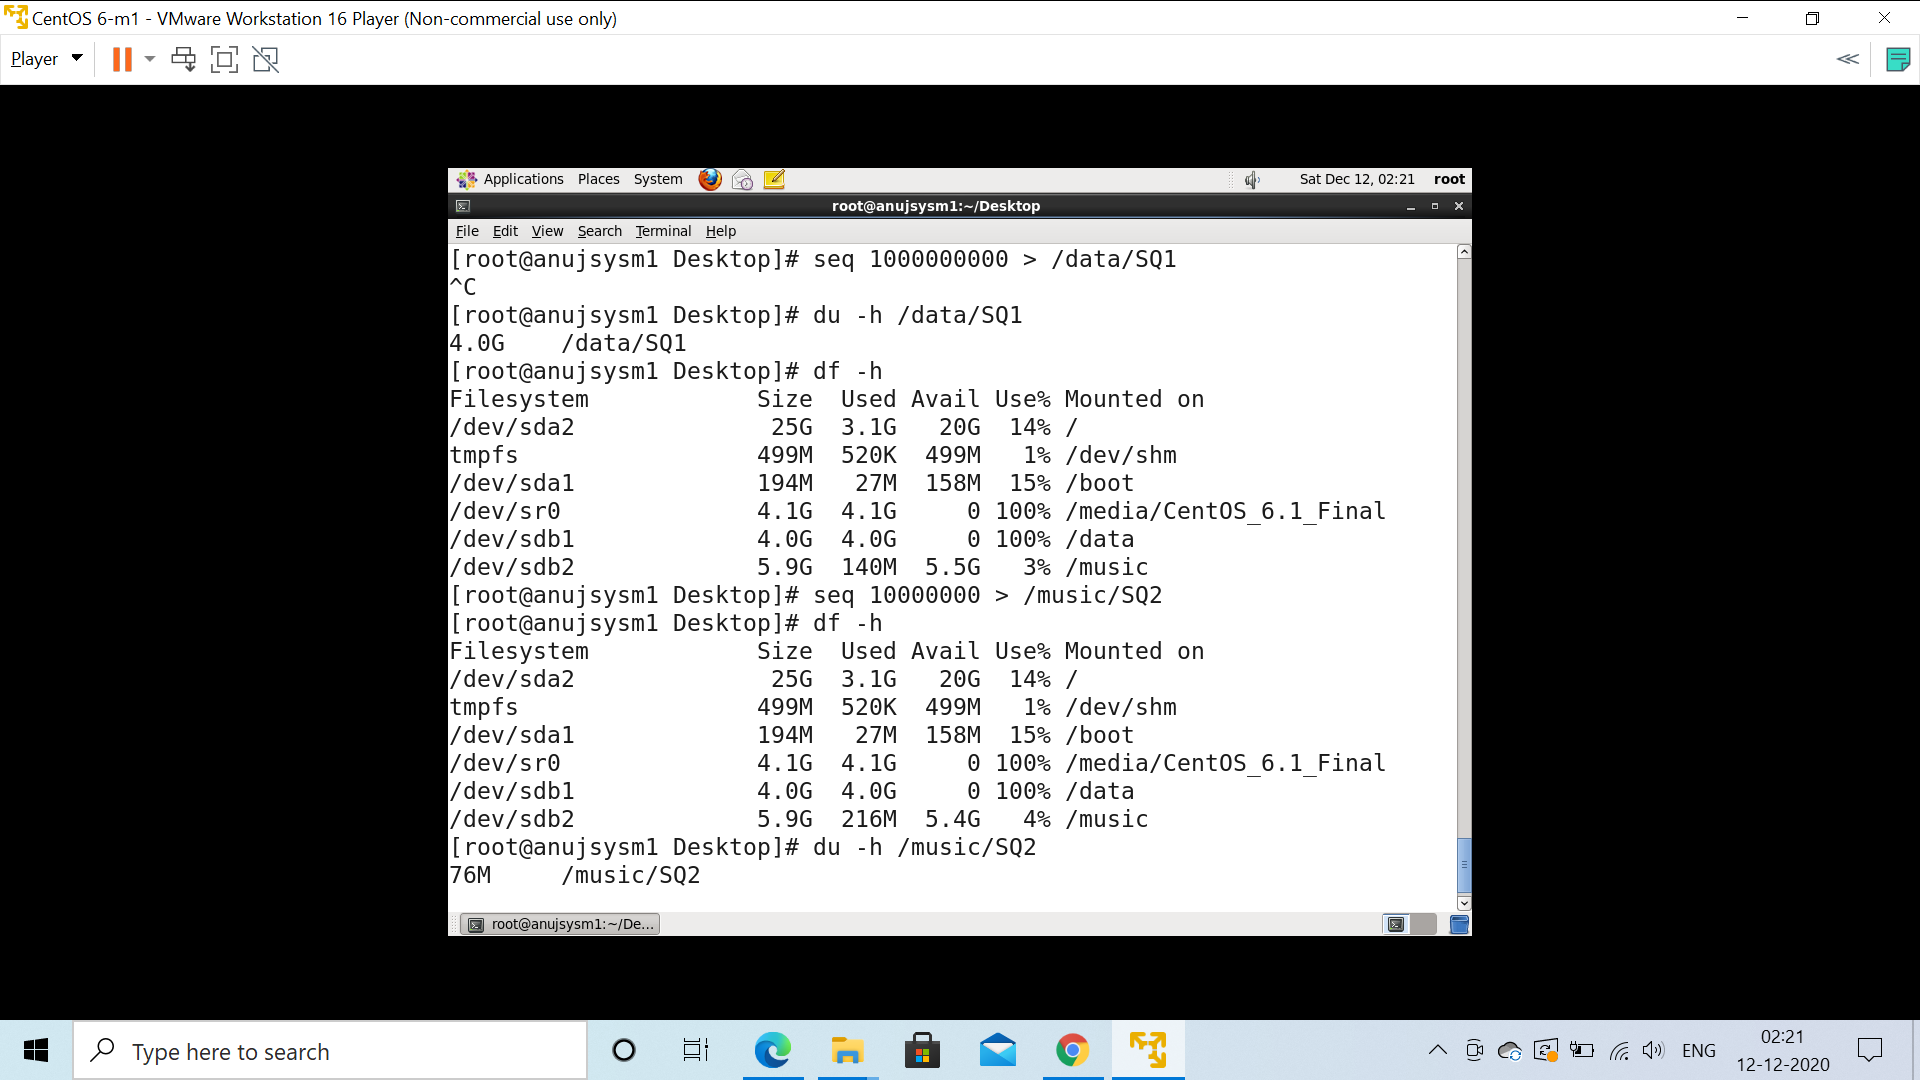 CentOS 6-m1 - VMware Workstation 16 Player (Non-commercial use only)
Player
Applications Places System Sat Dec 12, 02:21 root
root@anujsysm1:~/Desktop
File Edit View Search Terminal Help
[root@anujsysm1 Desktop]# seq 1000000000 > /data/SQ1
^C
[root@anujsysm1 Desktop]# du -h /data/SQ1
4.0G /data/SQ1
[root@anujsysm1 Desktop]# df -h
Filesystem Size Used Avail Use% Mounted on
/dev/sda2 25G 3.1G 20G 14% /
tmpfs 499M 520K 499M 1% /dev/shm
/dev/sda1 194M 27M 158M 15% /boot
/dev/sr0 4.1G 4.1G 0 100% /media/CentOS_6.1_Final
/dev/sdb1 4.0G 4.0G 0 100% /data
/dev/sdb2 5.9G 140M 5.5G 3% /music
[root@anujsysm1 Desktop]# seq 10000000 > /music/SQ2
[root@anujsysm1 Desktop]# df -h
Filesystem Size Used Avail Use% Mounted on
/dev/sda2 25G 3.1G 20G 14% /
tmpfs 499M 520K 499M 1% /dev/shm
/dev/sda1 194M 27M 158M 15% /boot
/dev/sr0 4.1G 4.1G 0 100% /media/CentOS_6.1_Final
/dev/sdb1 4.0G 4.0G 0 100% /data
/dev/sdb2 5.9G 216M 5.4G 4% /music
[root@anujsysm1 Desktop]# du -h /music/SQ2
76M /music/SQ2
root@anujsysm1:~/De...
Type here to search
ENG
02:21
12-12-2020